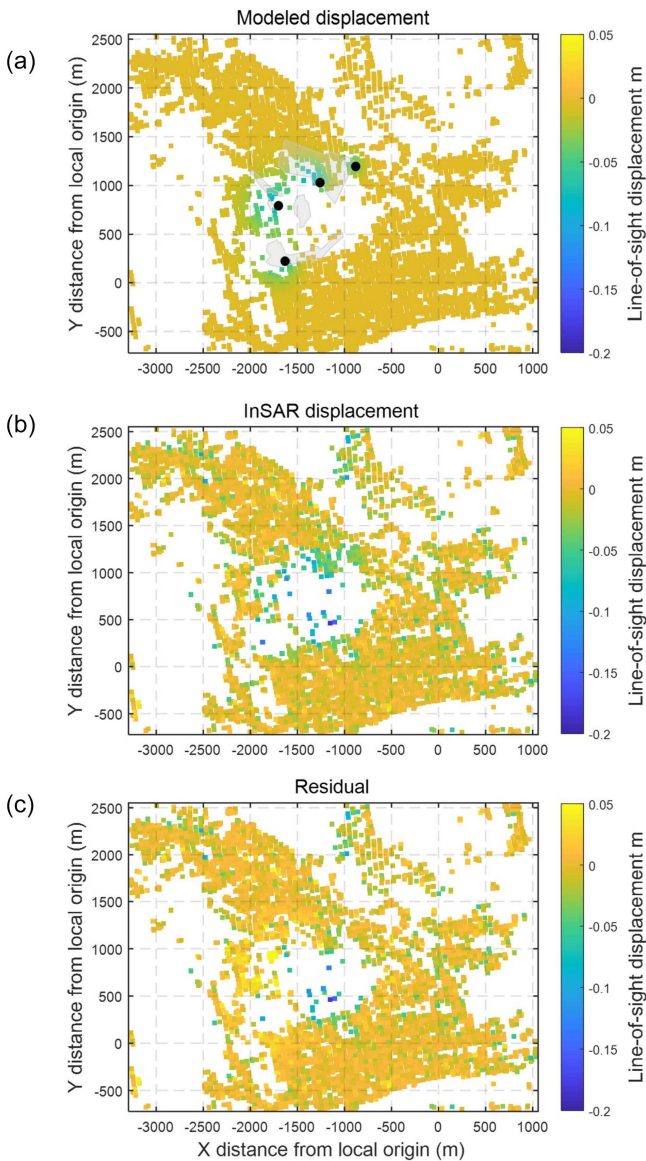 Modeled displacement
(a)
2500
2000
1500
1000
500
0
-500
Y distance from local origin (m)
-3000 -2500 -2000 -1500 -1000 -500 0 500 1000
0.05
0
-0.05
-0.1
-0.15
-0.2
Line-of-sight displacement m
InSAR displacement
(b)
2500
2000
1500
1000
500
0
-500
Y distance from local origin (m)
-3000 -2500 -2000 -1500 -1000 -500 0 500 1000
0.05
0
-0.05
-0.1
-0.15
-0.2
Line-of-sight displacement m
Residual
(c)
2500
2000
1500
1000
500
0
-500
Y distance from local origin (m)
-3000 -2500 -2000 -1500 -1000 -500 0 500 1000
X distance from local origin (m)
0.05
0
-0.05
-0.1
-0.15
-0.2
Line-of-sight displacement m